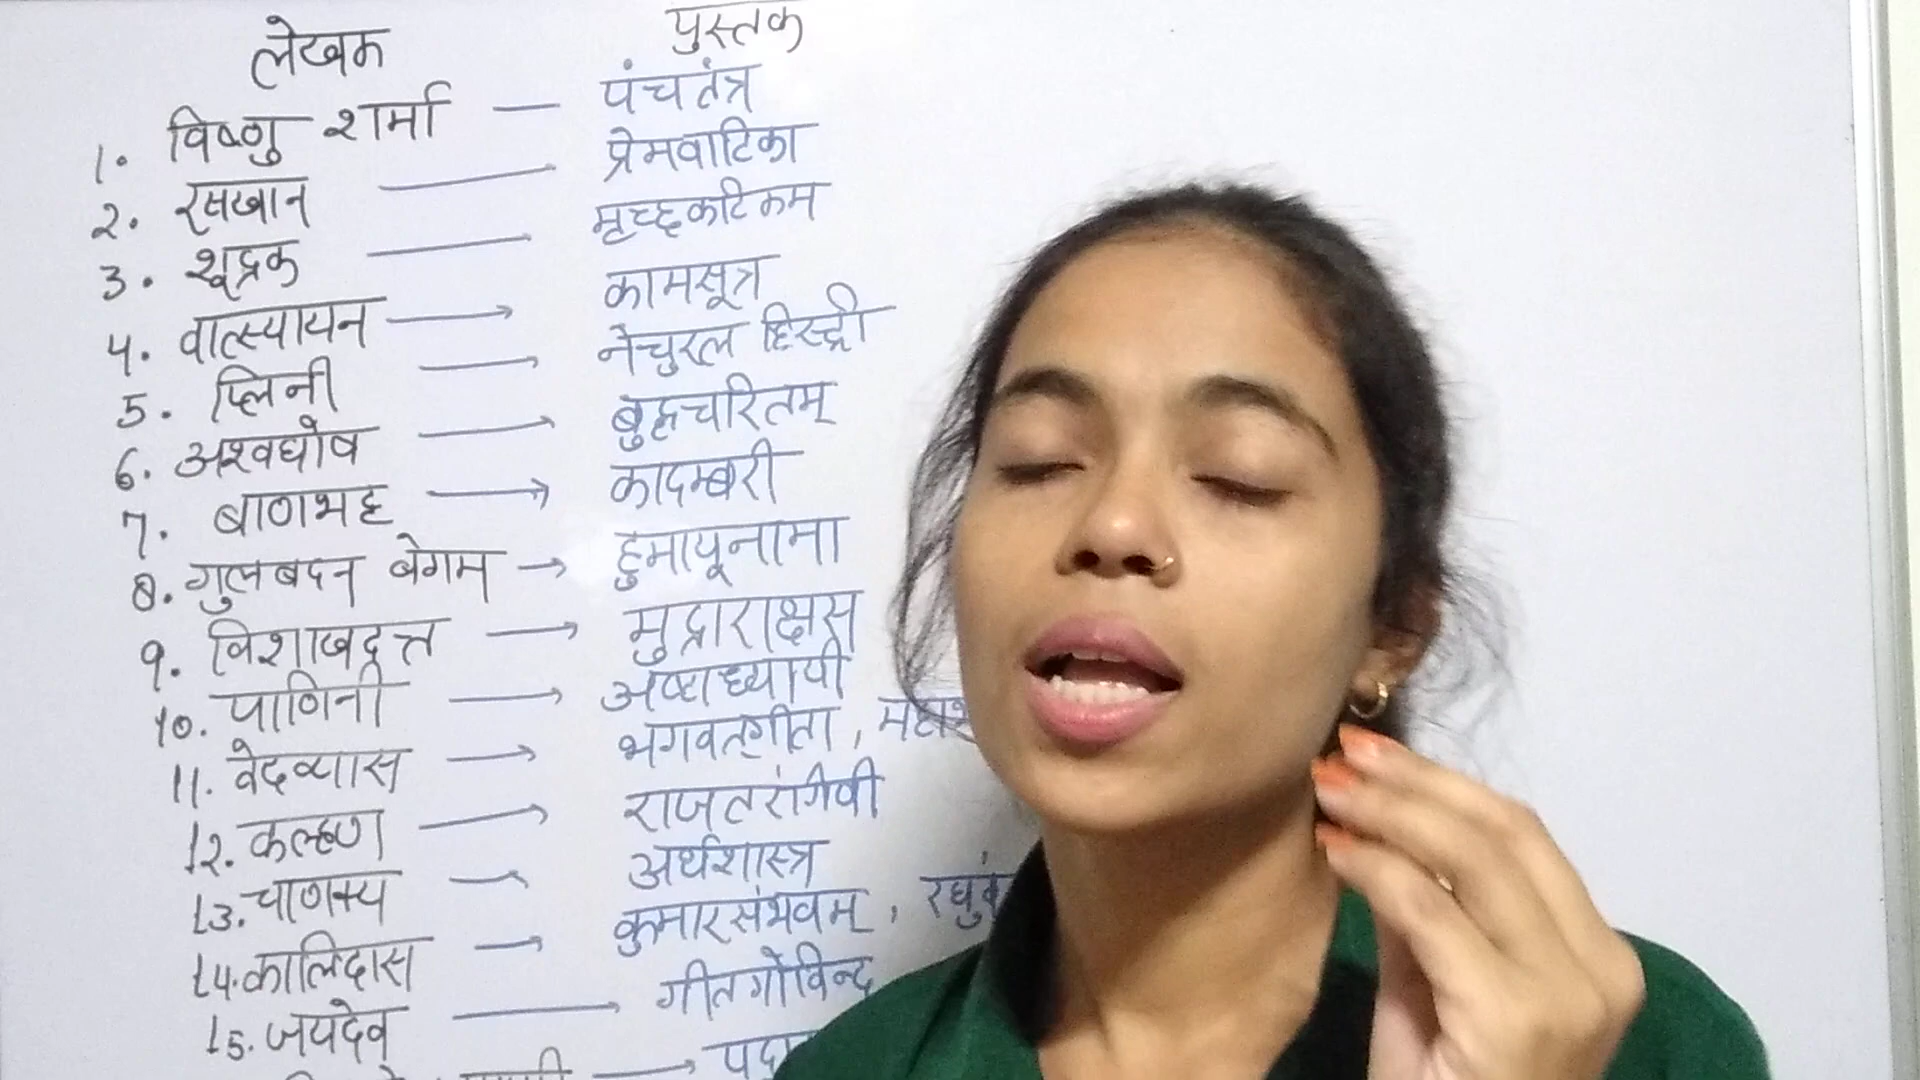 लेखक पुस्तक
1. विष्णु शर्मा — पंचतंत्र
2. रसखान — प्रेमवाटिका
3. शूद्रक — मृच्छकटिकम
4. वात्स्यायन → कामसूत्र
5. प्लिनी → नेचुरल हिस्ट्री
6. अश्वघोष → बुद्धचरितम्
7. बाणभट्ट → कादम्बरी
8. गुलबदन बेगम → हुमायूनामा
9. विशाखदत्त → मुद्राराक्षस
10. पाणिनी → अष्टाध्यायी
11. वेदव्यास → भगवतगीता,
12. कल्हण → राजतरंगिणी
13. चाणक्य → अर्थशास्त्र
14. कालिदास → कुमारसंभवम्,
15. जयदेव → गीतगोविन्द